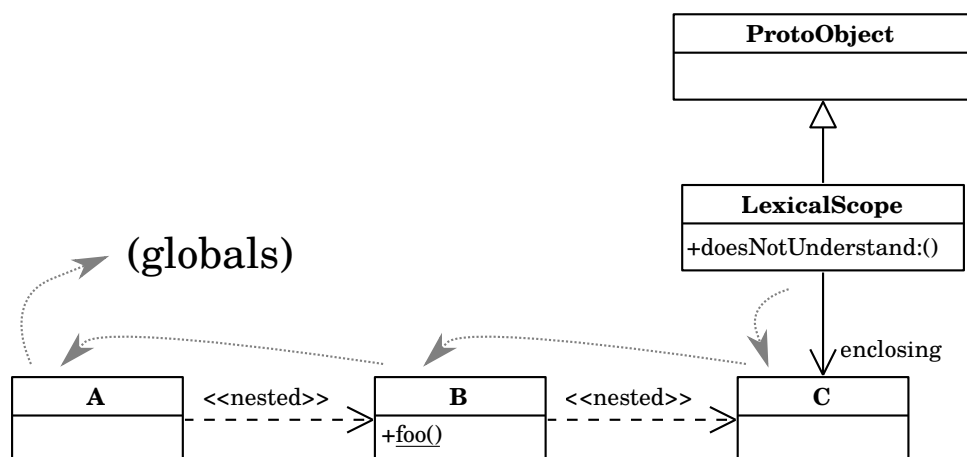 ProtoObject
LexicalScope
+doesNotUnderstand:()
(globals)
enclosing
A
<<nested>>
B
<<nested>>
C
+foo()